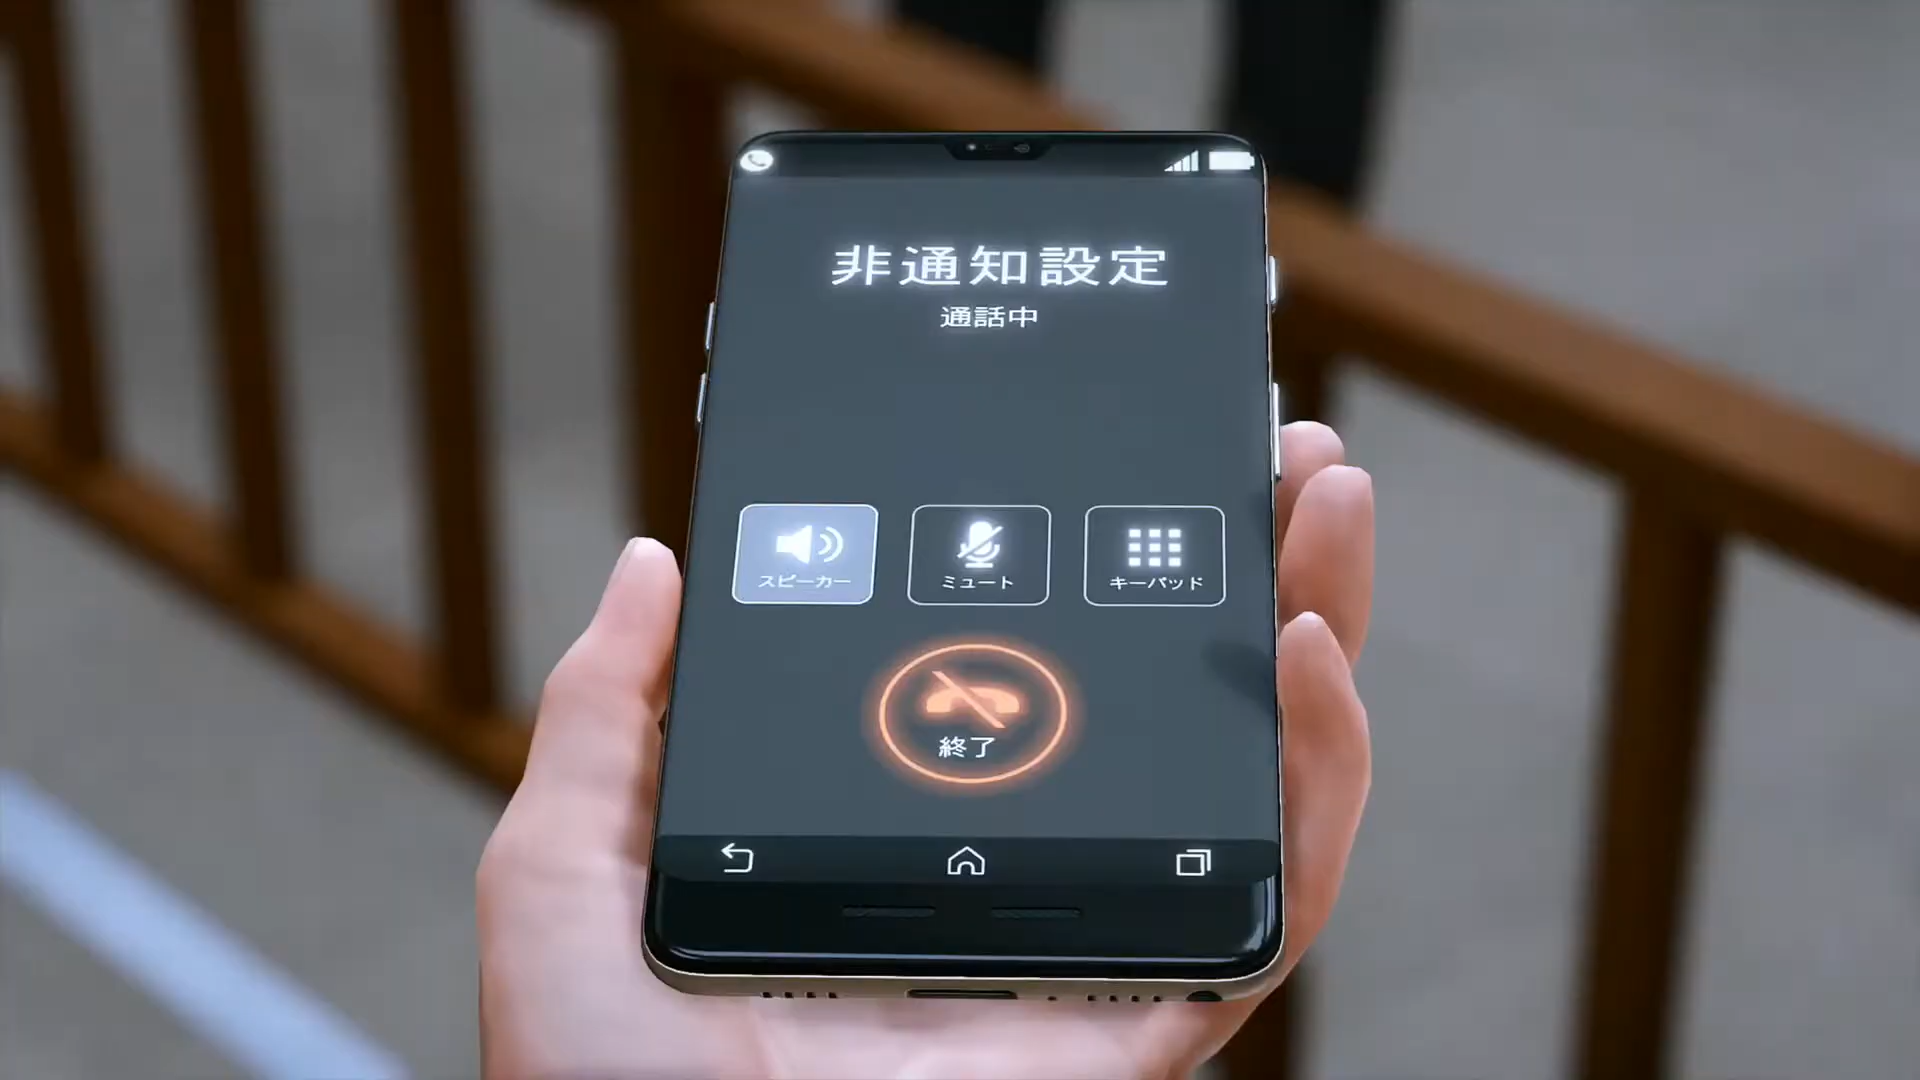 非通知設定
通話中
スピーカー
ミュート
キーパッド
終了